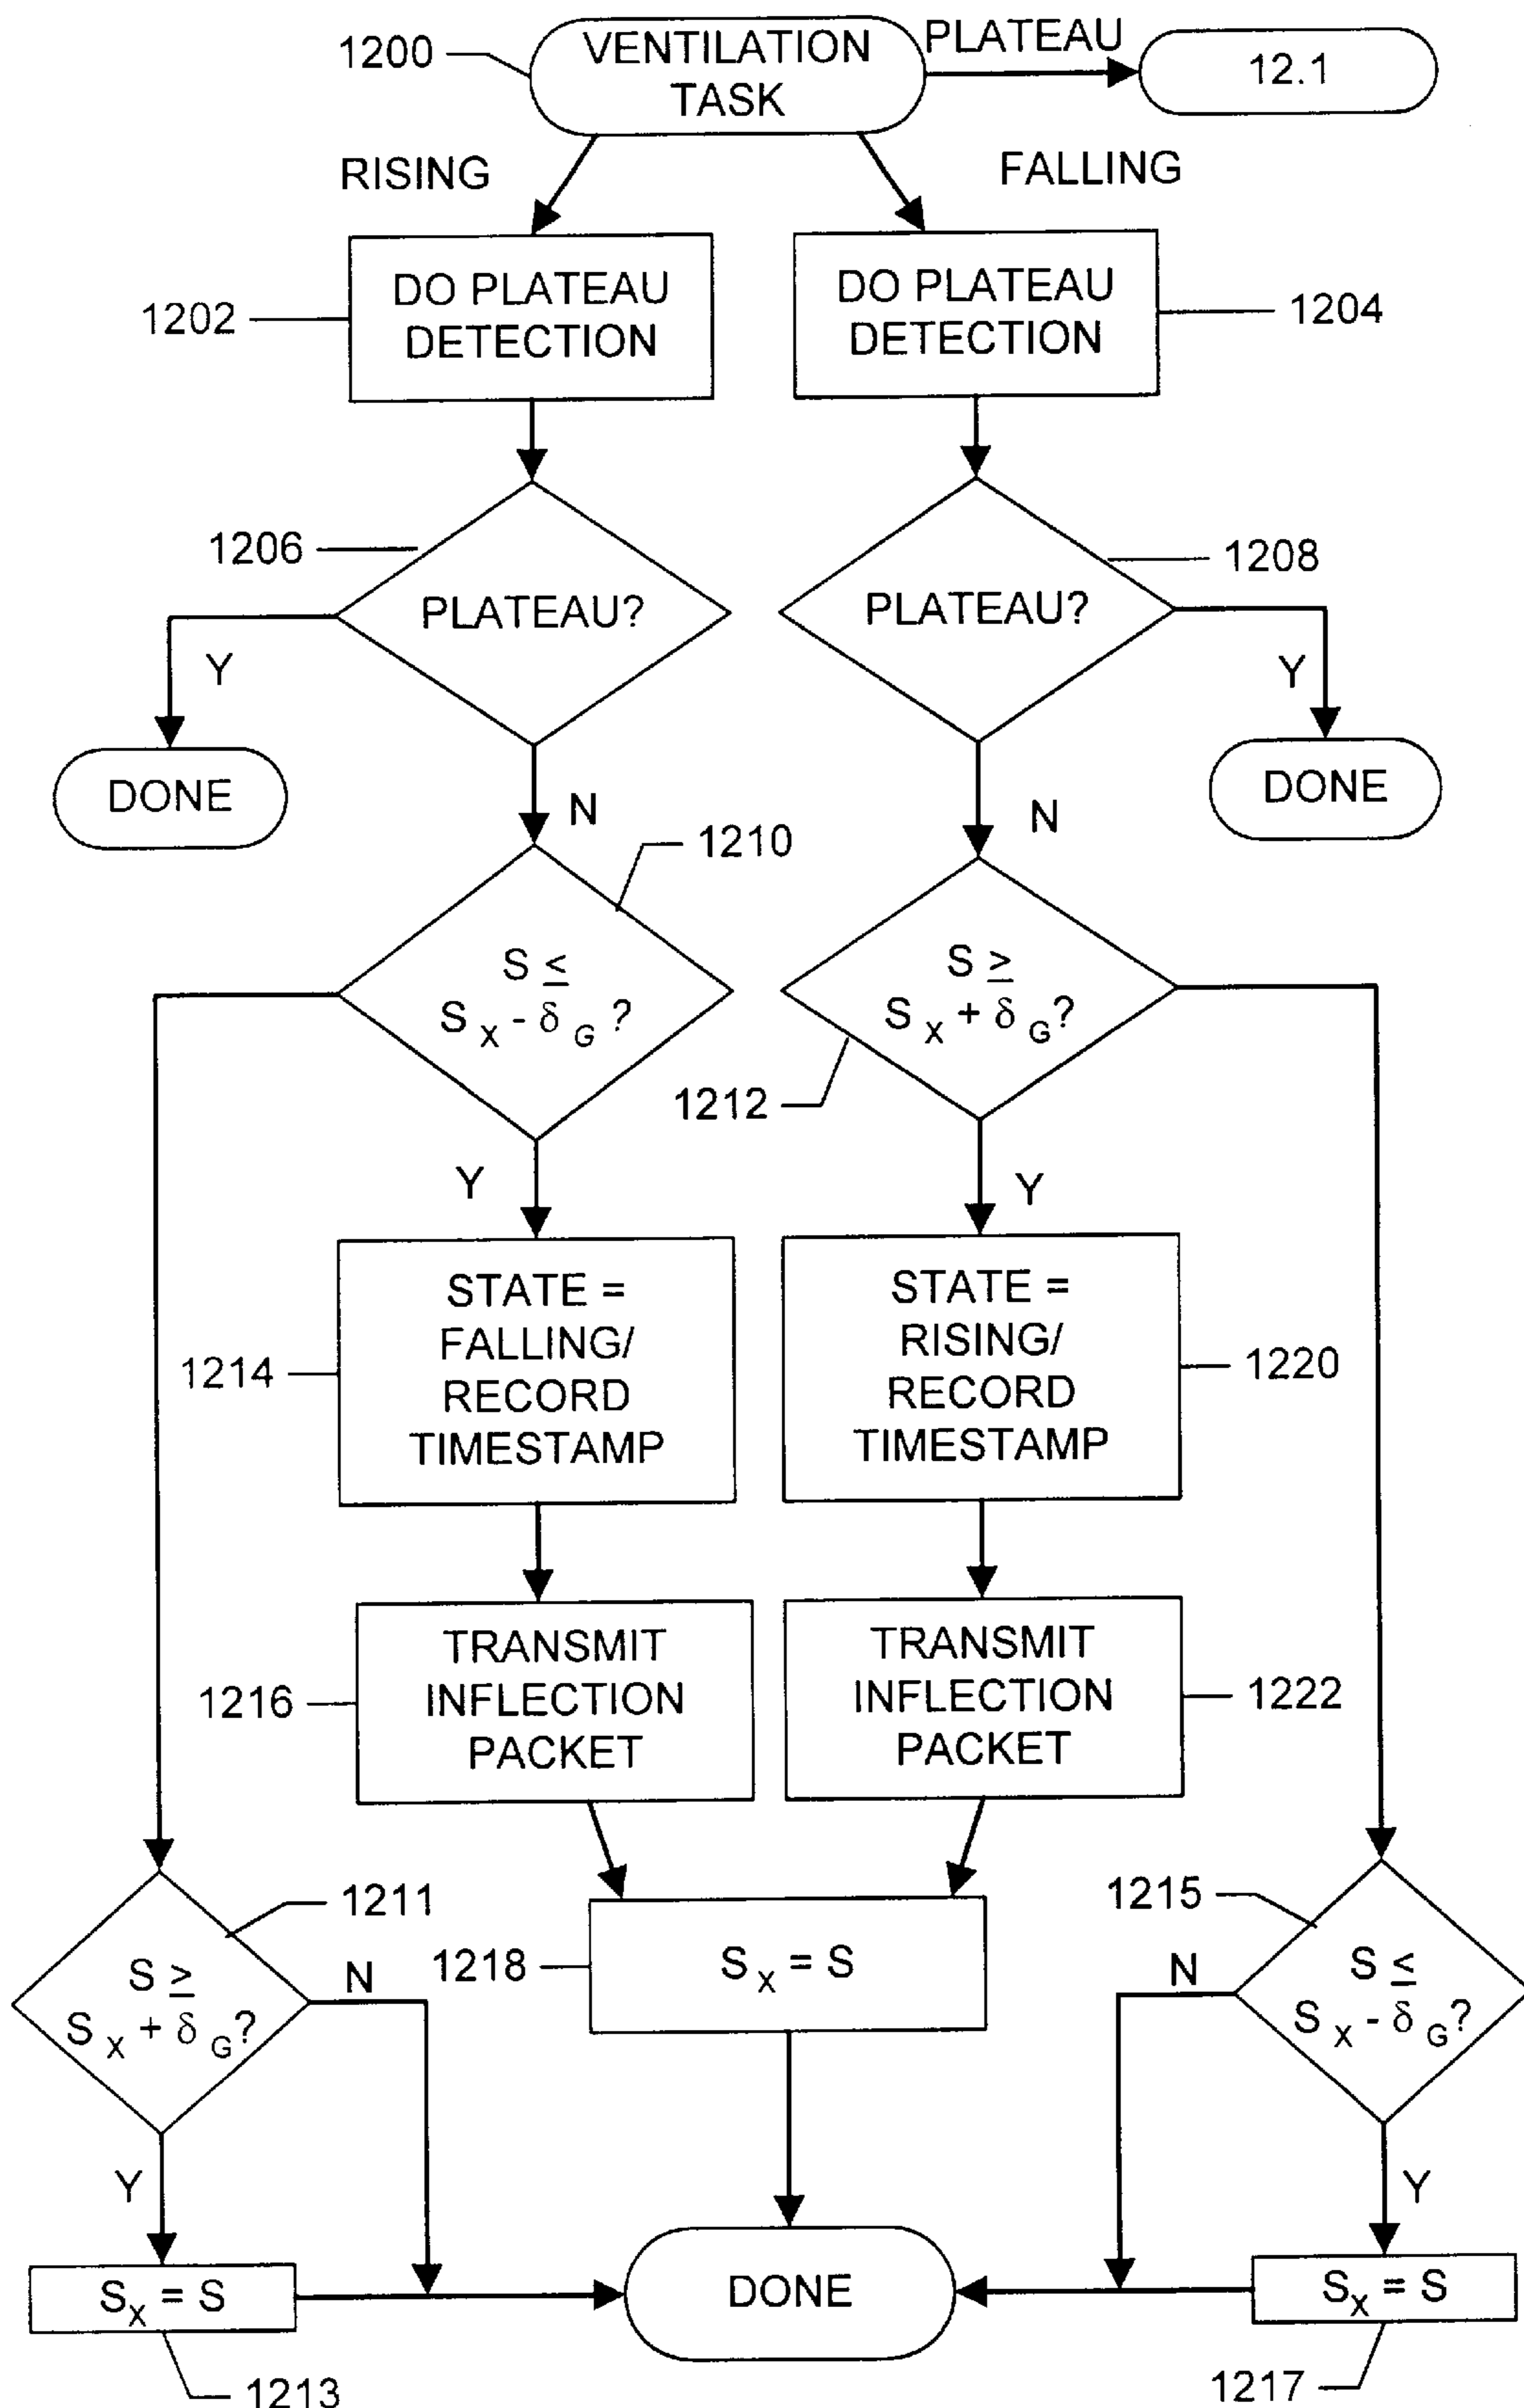 1200
VENTILATION
TASK
PLATEAU
12.1
RISING
FALLING
1202
DO PLATEAU
DETECTION
DO PLATEAU
DETECTION
1204
1206
PLATEAU?
Y
DONE
N
PLATEAU?
1208
Y
DONE
N
1210
S ≤
S X - δ G ?
S ≥
S X + δ G?
1212
Y
Y
1214
STATE =
FALLING/
RECORD
TIMESTAMP
STATE =
RISING/
RECORD
TIMESTAMP
1220
1216
TRANSMIT
INFLECTION
PACKET
TRANSMIT
INFLECTION
PACKET
1222
1211
S ≥
S X + δ G?
N
Y
1218
S X = S
1215
S ≤
S X - δ G?
N
Y
S X = S
1213
DONE
S X = S
1217